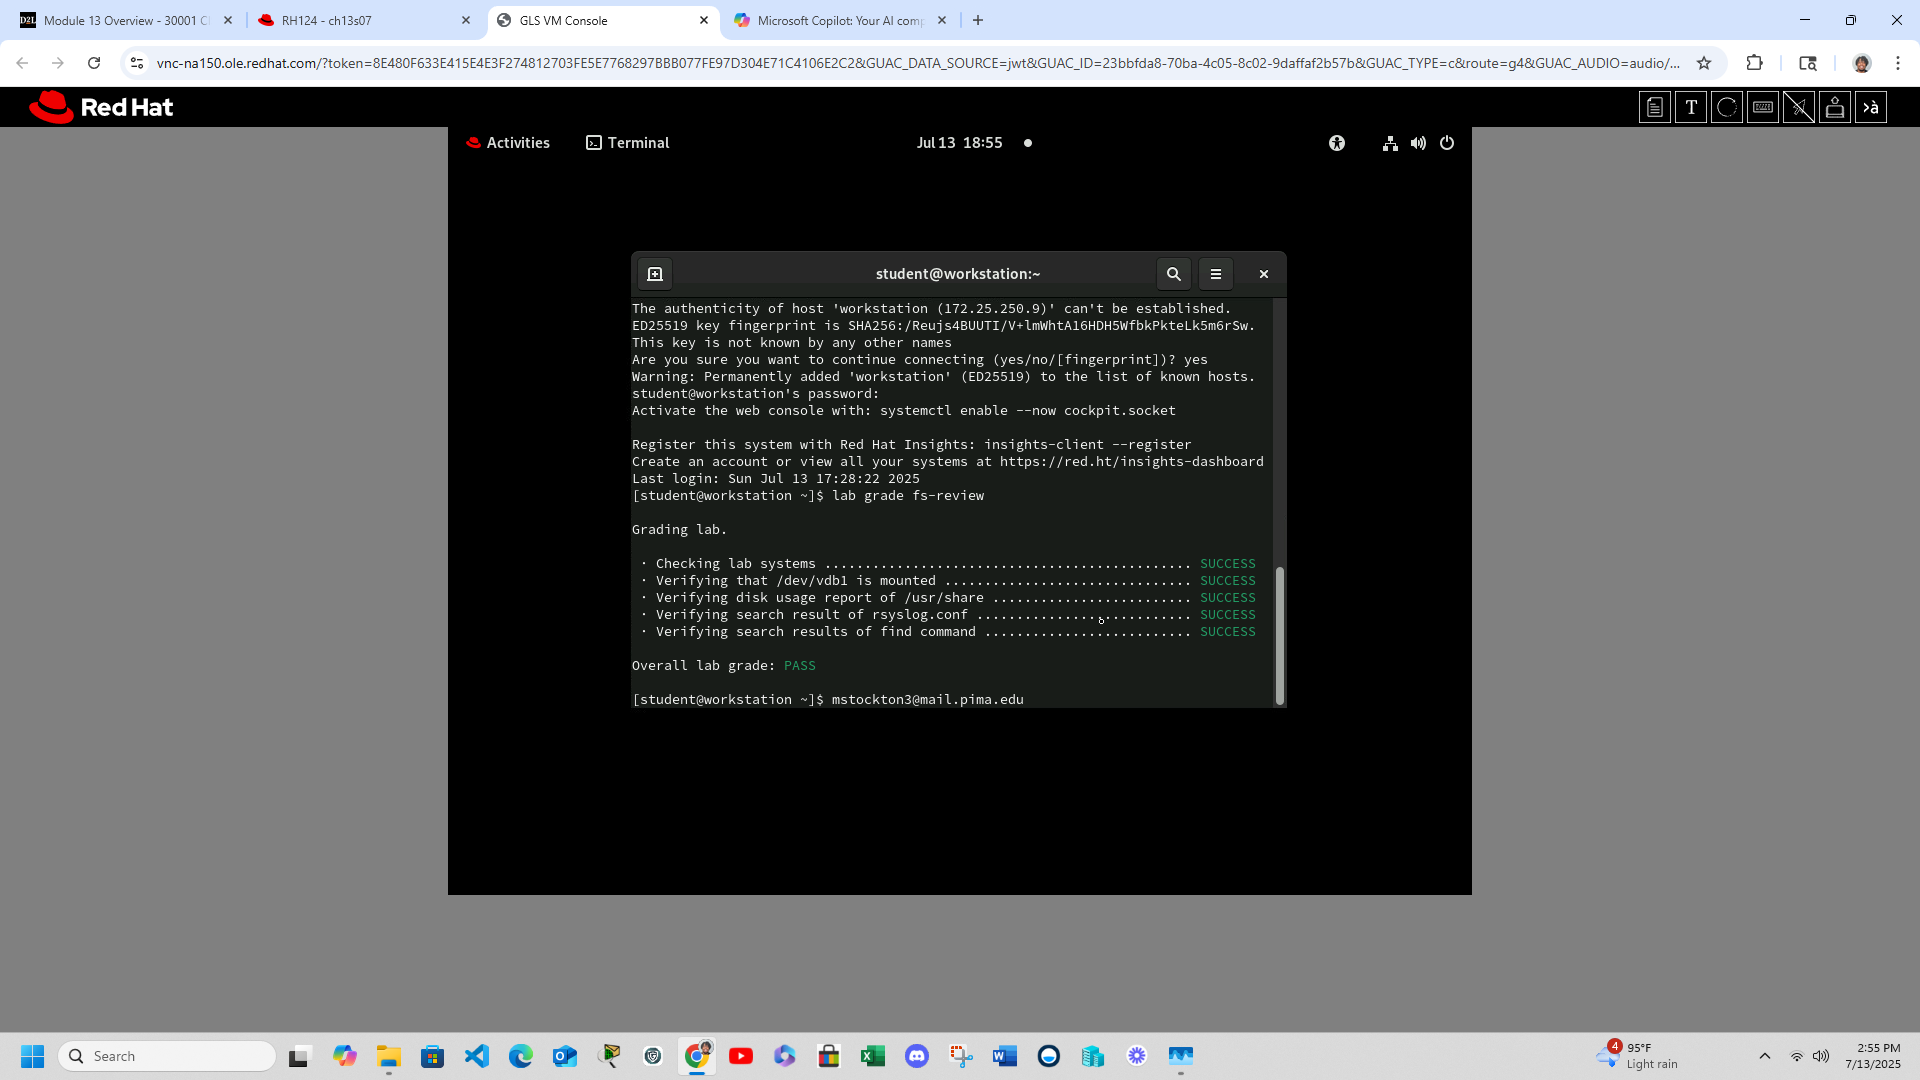 Module 13 Overview - 30001 C
RH124 - ch13s07
GLS VM Console
Microsoft Copilot: Your AI comp
vnc-na150.ole.redhat.com/?token=8E480F633E415E4E3F274812703FE5E7768297BBB077FE97D304E71C4106E2C2&GUAC_DATA_SOURCE=jwt&GUAC_ID=23bbfda8-70ba-4c05-8c02-9daffaf2b57b&GUAC_TYPE=c&route=g4&GUAC_AUDIO=audio/...
Red Hat
T
›à
Activities
Terminal
Jul 13 18:55
student@workstation:~
The authenticity of host 'workstation (172.25.250.9)' can't be established.
ED25519 key fingerprint is SHA256:/Reujs4BUUTI/V+lmWhtA16HDH5WfbkPkteLk5m6rSw.
This key is not known by any other names
Are you sure you want to continue connecting (yes/no/[fingerprint])? yes
Warning: Permanently added 'workstation' (ED25519) to the list of known hosts.
student@workstation's password:
Activate the web console with: systemctl enable --now cockpit.socket
Register this system with Red Hat Insights: insights-client --register
Create an account or view all your systems at https://red.ht/insights-dashboard
Last login: Sun Jul 13 17:28:22 2025
[student@workstation ~]$ lab grade fs-review
Grading lab.
· Checking lab systems .............................................. SUCCESS
· Verifying that /dev/vdb1 is mounted ............................... SUCCESS
· Verifying disk usage report of /usr/share ......................... SUCCESS
· Verifying search result of rsyslog.conf ........................... SUCCESS
· Verifying search results of find command .......................... SUCCESS
Overall lab grade: PASS
[student@workstation ~]$ mstockton3@mail.pima.edu
Search
4
95°F
Light rain
2:55 PM
7/13/2025